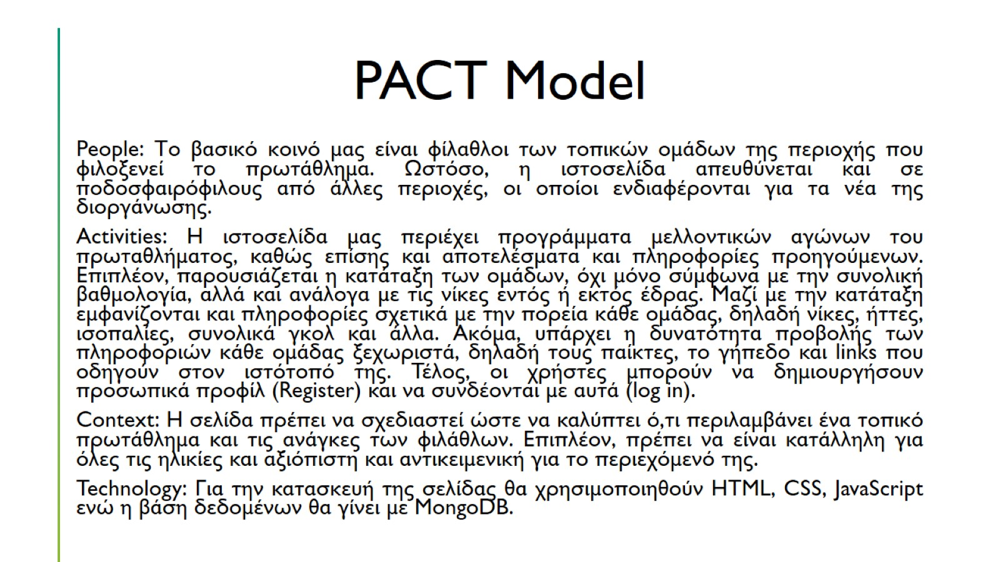 PACT Model
People: Το βασικό κοινό μας είναι φίλαθλοι των τοπικών ομάδων της περιοχής που
φιλοξενεί το πρωτάθλημα. Ωστόσο, η ιστοσελίδα απευθύνεται και σε
ποδοσφαιρόφιλους από άλλες περιοχές, οι οποίοι ενδιαφέρονται για τα νέα της
διοργάνωσης.
Activities: Η ιστοσελίδα μας περιέχει προγράμματα μελλοντικών αγώνων του
πρωταθλήματος, καθώς επίσης και αποτελέσματα και πληροφορίες προηγούμενων.
Επιπλέον, παρουσιάζεται η κατάταξη των ομάδων, όχι μόνο σύμφωνα με την συνολική
βαθμολογία, αλλά και ανάλογα με τις νίκες εντός ή εκτός έδρας. Μαζί με την κατάταξη
εμφανίζονται και πληροφορίες σχετικά με την πορεία κάθε ομάδας, δηλαδή νίκες, ήττες,
ισοπαλίες, συνολικά γκολ και άλλα. Ακόμα, υπάρχει η δυνατότητα προβολής των
πληροφοριών κάθε ομάδας ξεχωριστά, δηλαδή τους παίκτες, το γήπεδο και links που
οδηγούν στον ιστότοπό της. Τέλος, οι χρήστες μπορούν να δημιουργήσουν
προσωπικά προφίλ (Register) και να συνδέονται με αυτά (log in).
Context: Η σελίδα πρέπει να σχεδιαστεί ώστε να καλύπτει ό,τι περιλαμβάνει ένα τοπικό
πρωτάθλημα και τις ανάγκες των φιλάθλων. Επιπλέον, πρέπει να είναι κατάλληλη για
όλες τις ηλικίες και αξιόπιστη και αντικειμενική για το περιεχόμενό της.
Technology: Για την κατασκευή της σελίδας θα χρησιμοποιηθούν HTML, CSS, JavaScript
ενώ η βάση δεδομένων θα γίνει με MongoDB.